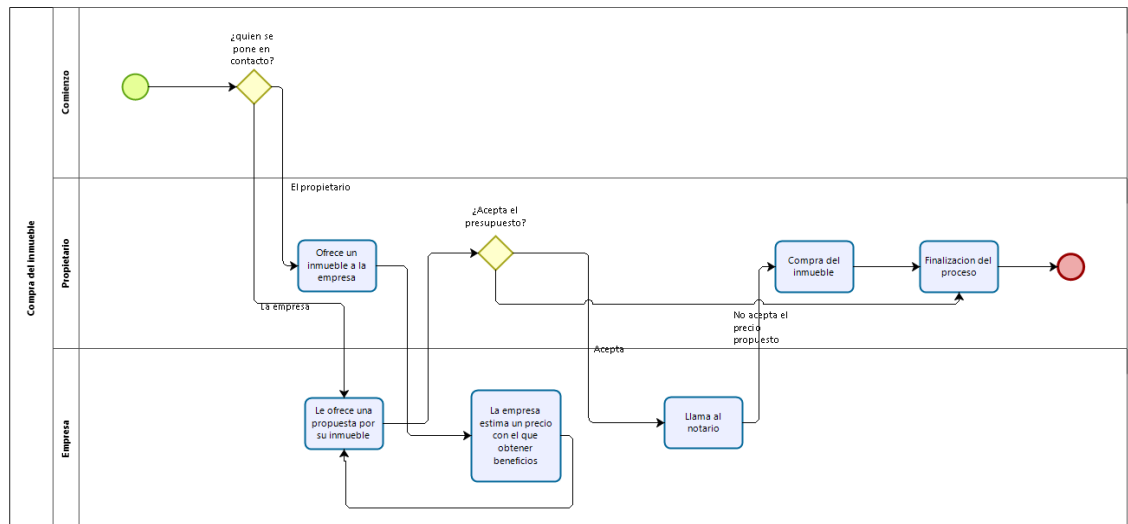 Compra del Inmueble
Comienzo
¿quien se
pone en
contacto?
Propietario
El propietario
¿Acepta el
presupuesto?
Ofrece un
inmueble a la
empresa
Compra del
inmueble
Finalizacion del
proceso
La empresa
No acepta el
precio
propuesto
Acepta
Empresa
Le ofrece una
propuesta por
su inmueble
La empresa
estima un precio
con el que
obtener
beneficios
Llama al
notario